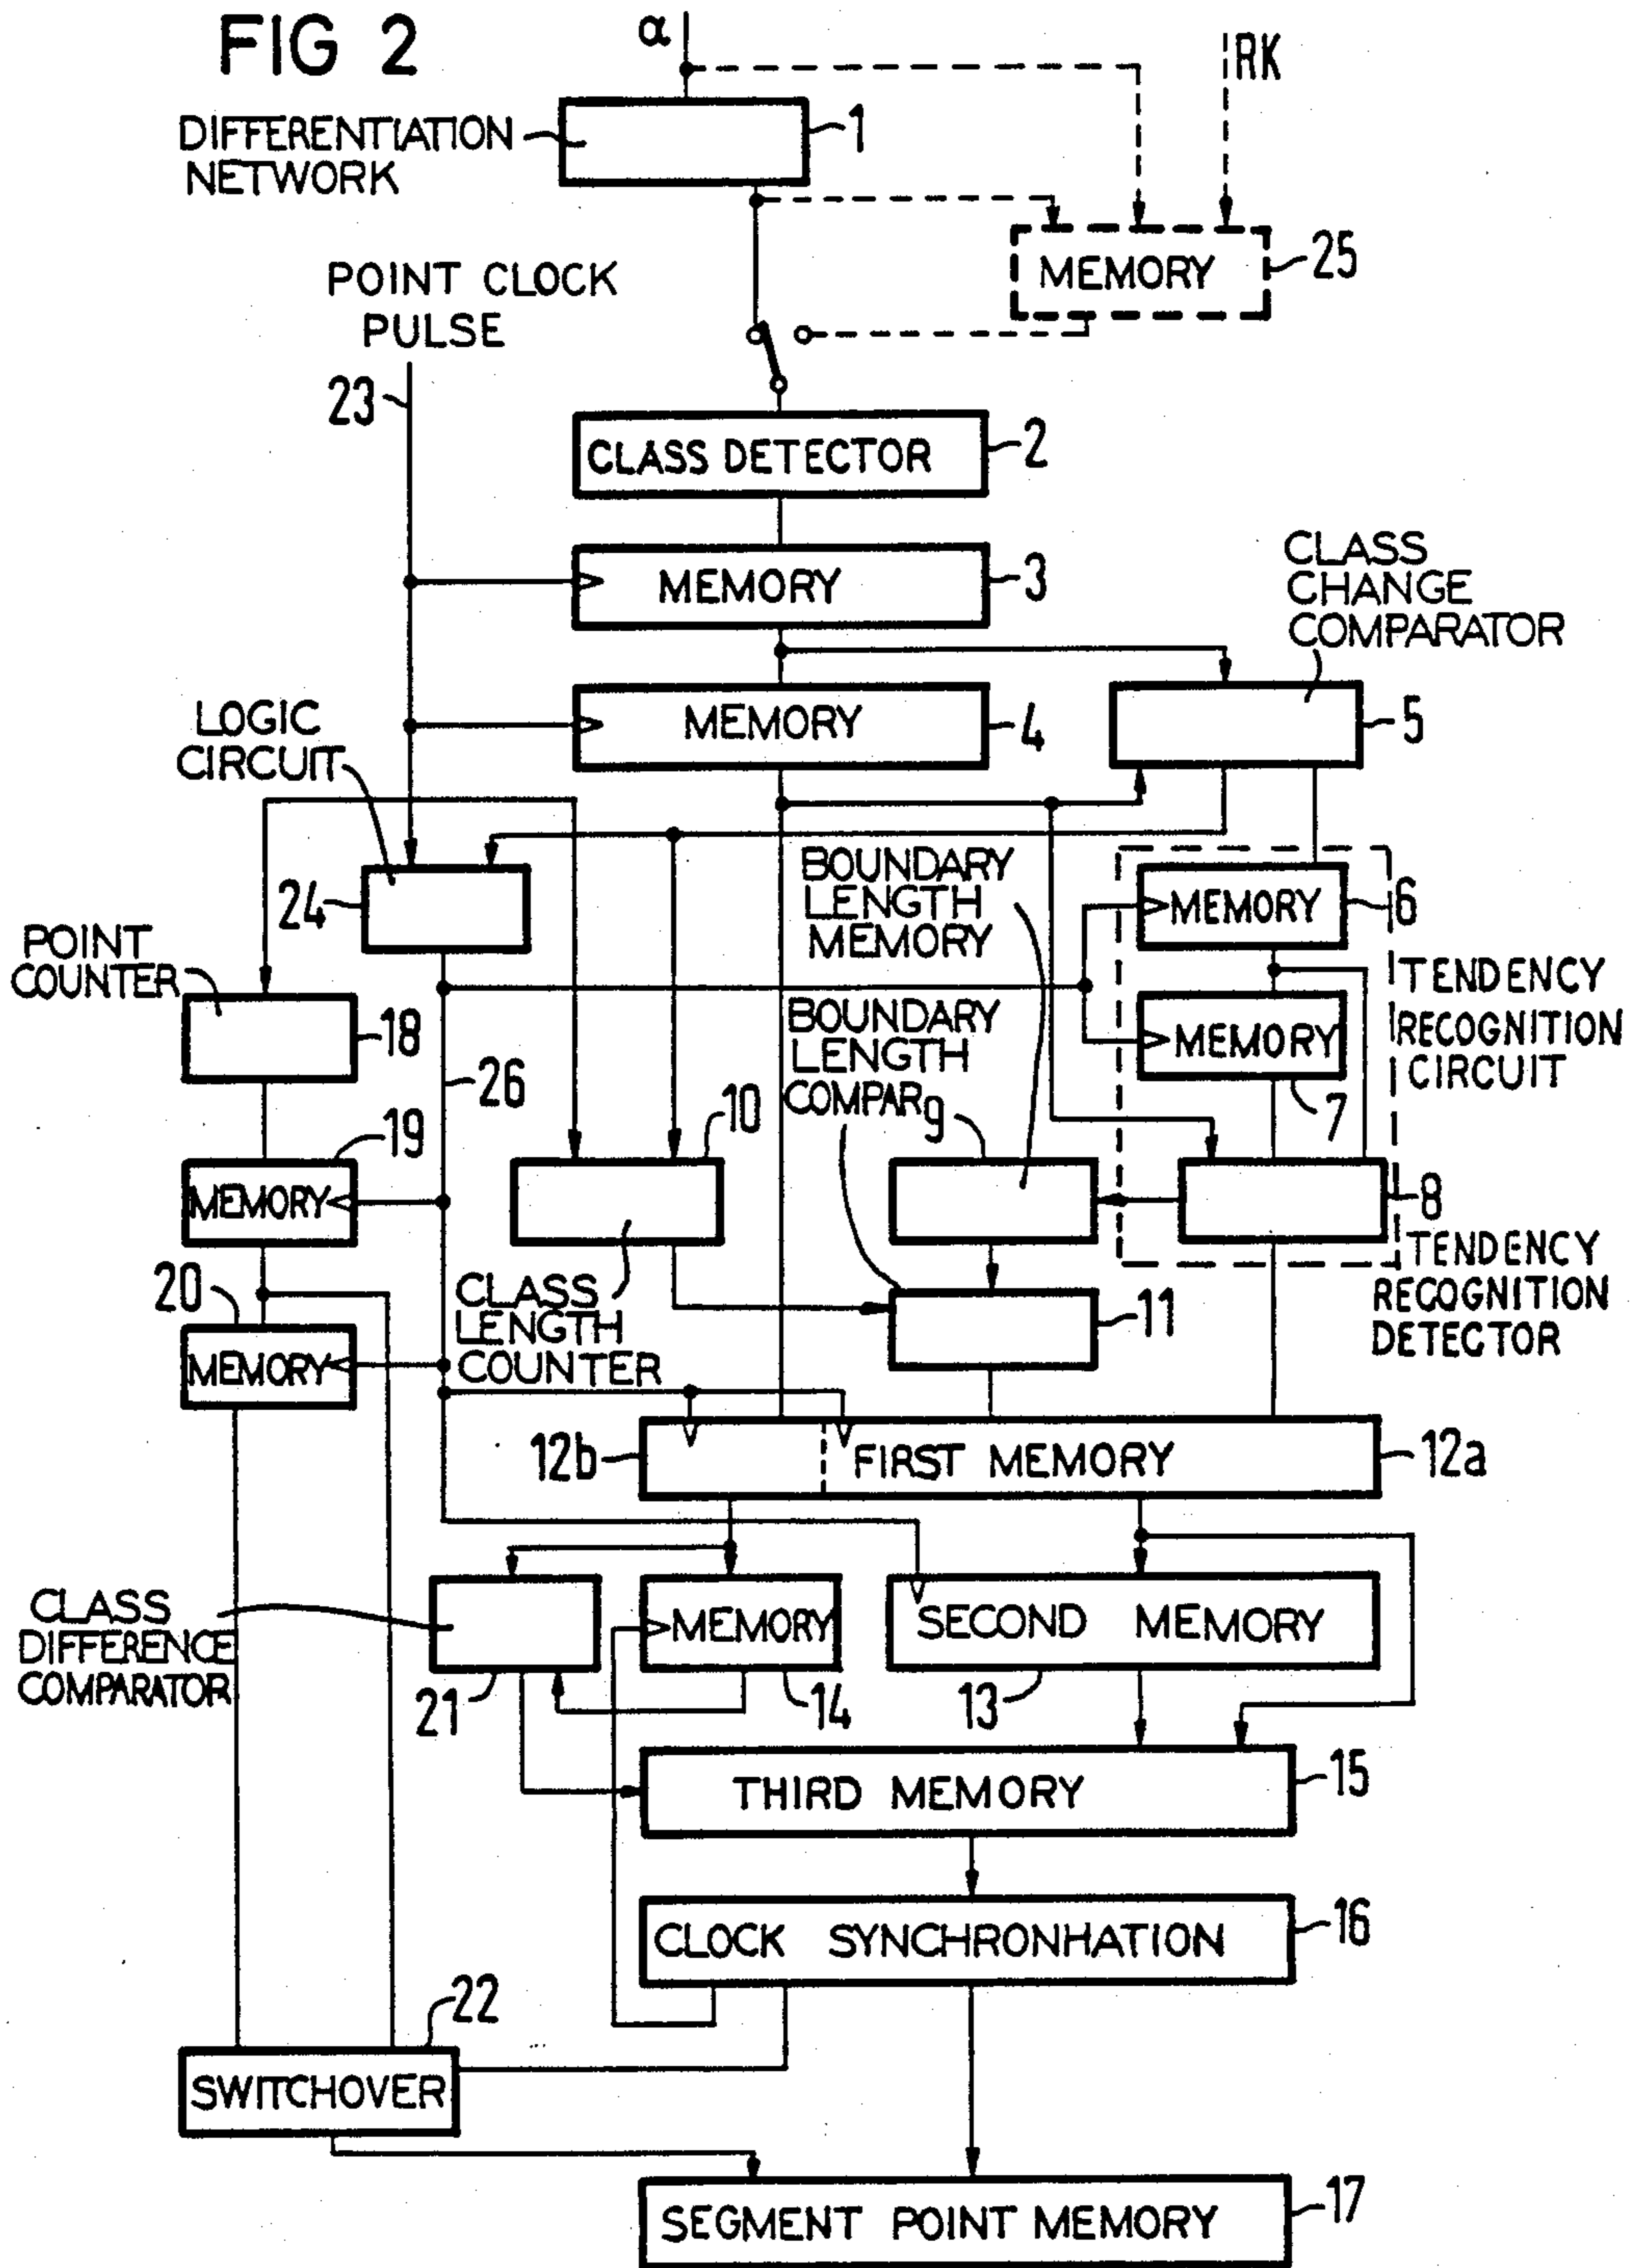 FIG 2
α
RK
DIFFERENTIATION
NETWORK
1
MEMORY
25
POINT CLOCK
PULSE
23
CLASS DETECTOR
2
MEMORY
3
CLASS
CHANGE
COMPARATOR
MEMORY
4
5
LOGIC
CIRCUIT
24
BOUNDARY
LENGTH
MEMORY
MEMORY
6
POINT
COUNTER
18
TENDENCY
RECOGNITION
CIRCUIT
MEMORY
7
26
BOUNDARY
LENGTH
COMPAR
9
10
19
MEMORY
8
TENDENCY
RECOGNITION
DETECTOR
20
MEMORY
CLASS
LENGTH
COUNTER
11
12b
FIRST MEMORY
12a
CLASS
DIFFERENCE
COMPARATOR
21
MEMORY
14
SECOND MEMORY
13
THIRD MEMORY
15
CLOCK SYNCHRONHATION
16
22
SWITCHOVER
SEGMENT POINT MEMORY
17